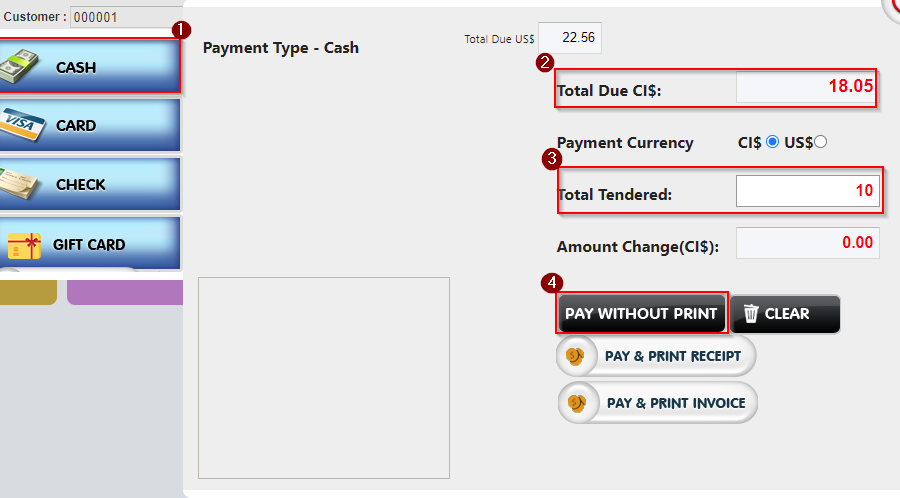 Customer : 000001
1
CASH
VISA
CARD
CHECK
GIFT CARD
Payment Type - Cash
Total Due US$ 22.56
2
Total Due CI$: 18.05
Payment Currency CI$ US$
3
Total Tendered: 10
Amount Change(CI$): 0.00
4
PAY WITHOUT PRINT CLEAR
PAY & PRINT RECEIPT
PAY & PRINT INVOICE